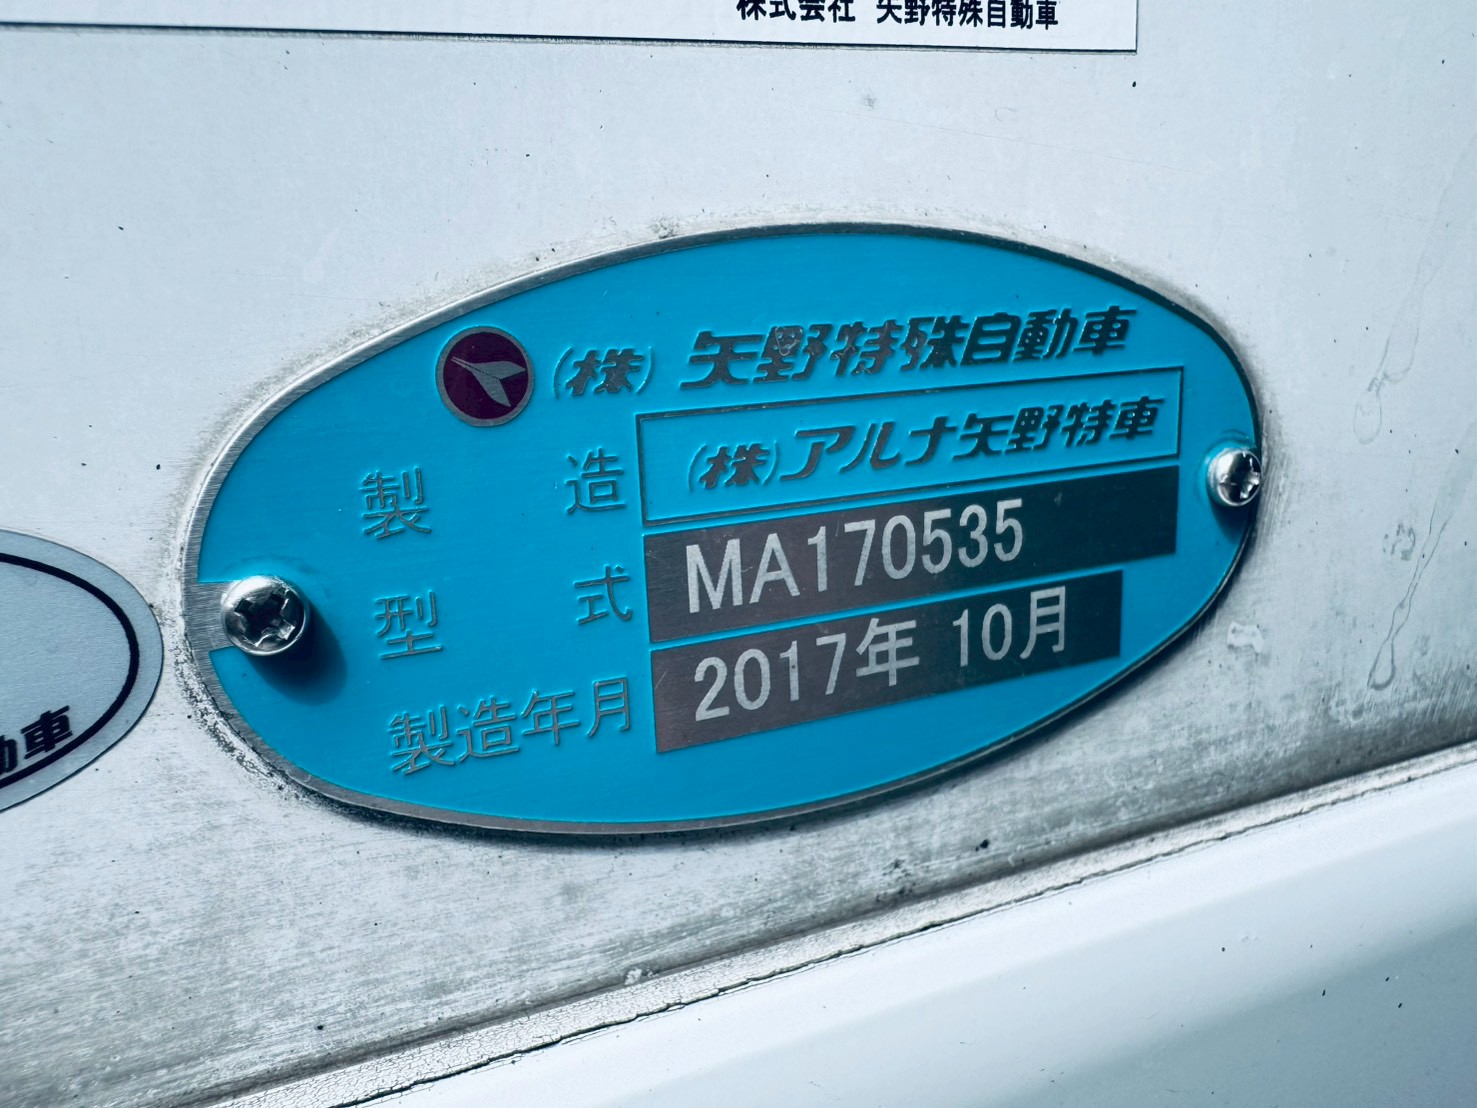 株式会社 矢野特殊自動車
(株) 矢野特殊自動車
製造 (株)アルナ矢野特車
型式 MA170535
製造年月 2017年 10月
動車